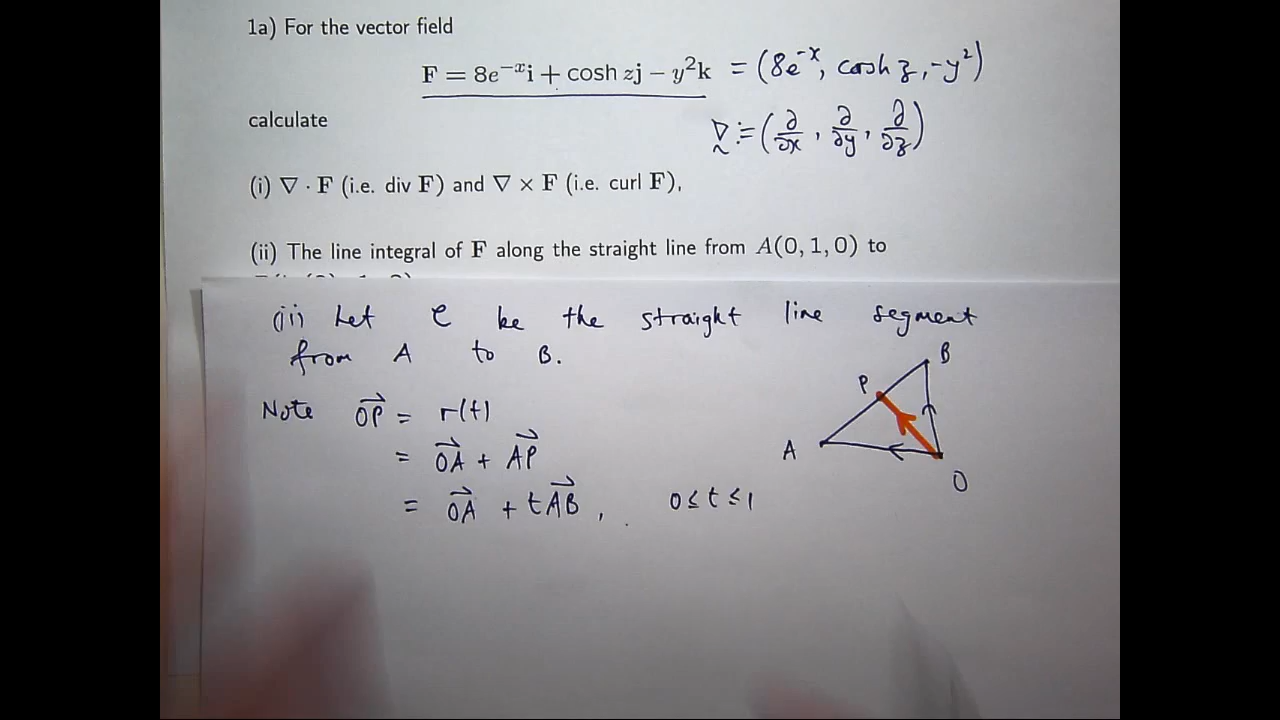 1a) For the vector field
F = 8e^{-x}i + cosh zj − y²k = (8e^{-x}, cosh z, -y²)
calculate
∇ := (∂/∂x, ∂/∂y, ∂/∂z)
(i) ∇ · F (i.e. div F) and ∇ × F (i.e. curl F),
(ii) The line integral of F along the straight line from A(0, 1, 0) to
(ii) Let C be the straight line segment
from A to B.
Note OP = r(t)
= OA + AP
= OA + tAB, 0 ≤ t ≤ 1
B
P
A
O